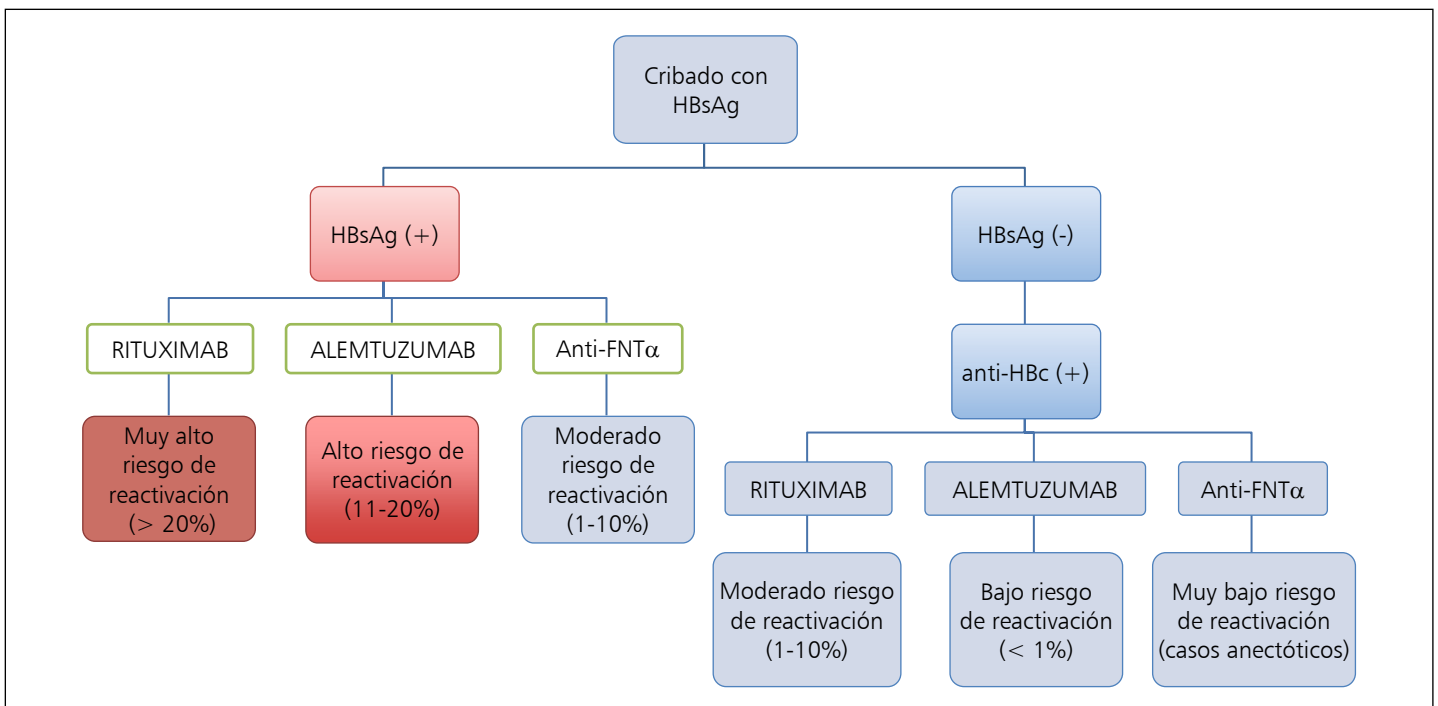 Cribado con
HBsAg
HBsAg (+)
HBsAg (-)
RITUXIMAB
ALEMTUZUMAB
Anti-FNTα
anti-HBc (+)
Muy alto
riesgo de
reactivación
(> 20%)
Alto riesgo de
reactivación
(11-20%)
Moderado
riesgo de
reactivación
(1-10%)
RITUXIMAB
ALEMTUZUMAB
Anti-FNTα
Moderado riesgo
de reactivación
(1-10%)
Bajo riesgo
de reactivación
(< 1%)
Muy bajo riesgo
de reactivación
(casos anectóticos)